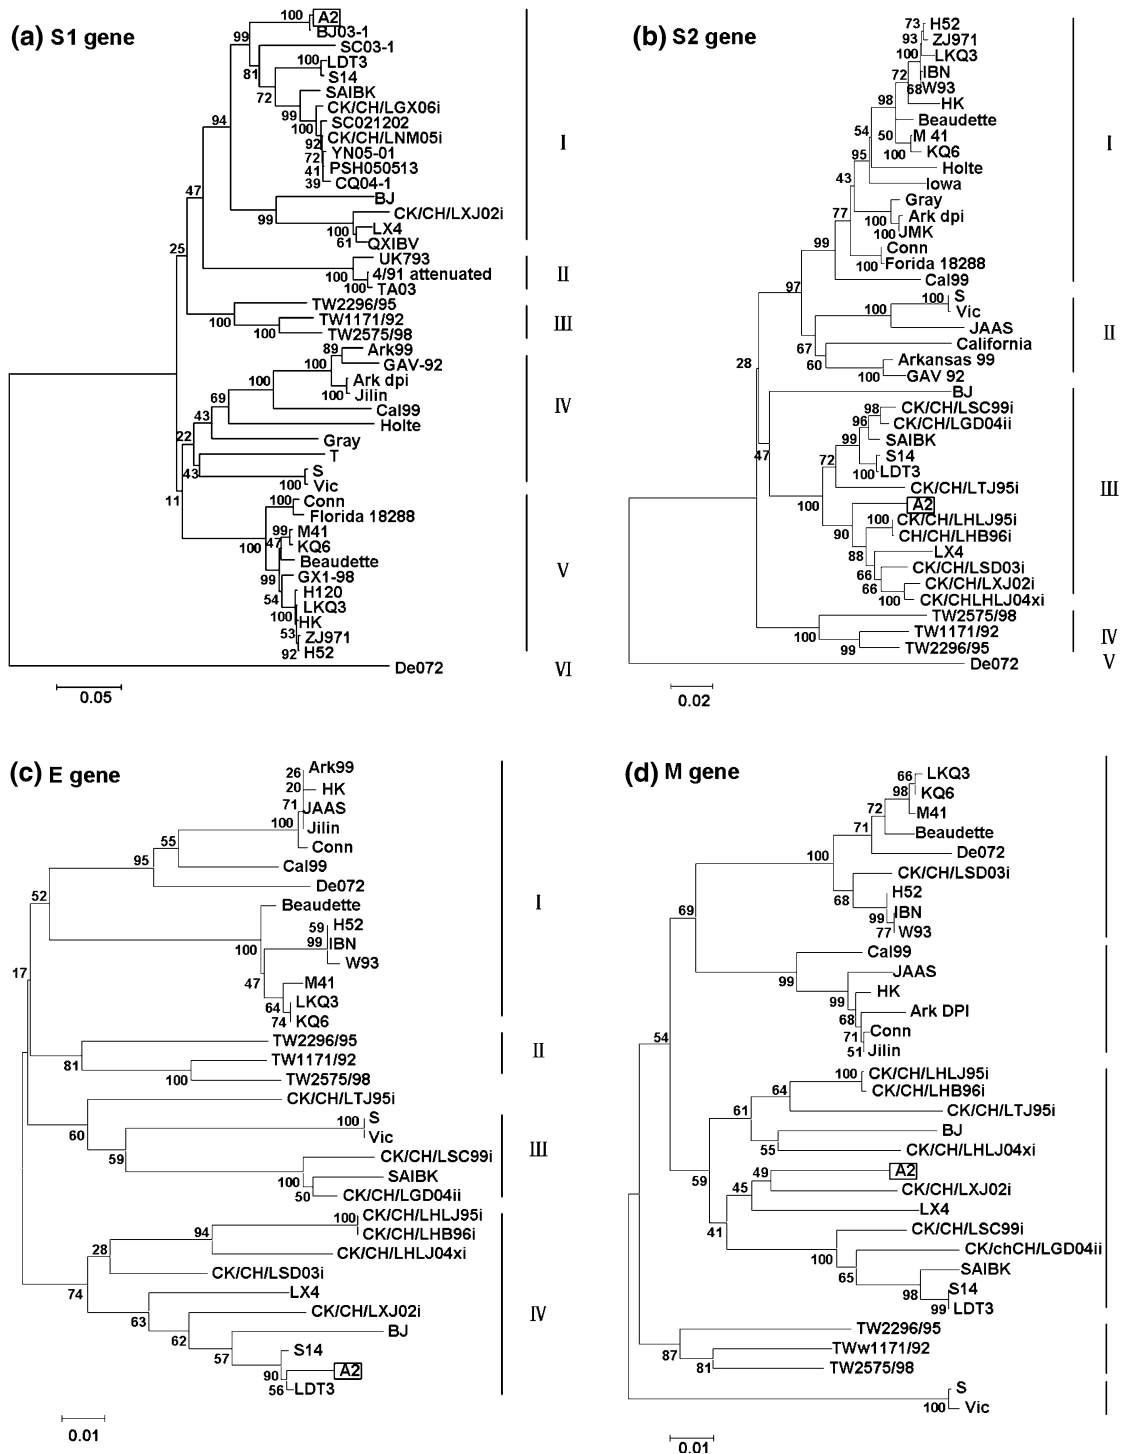 (a) S1 gene
100
A2
BJ03-1
99
SC03-1
81
100
LDT3
S14
72
SAIBK
99
CK/CH/LGX06i
100
SC021202
94
92
CK/CH/LNM05i
72
YN05-01
41
PSH050513
39
CQ04-1
I
47
BJ
99
CK/CH/LXJ02i
100
LX4
61
QXIBV
25
UK793
100
4/91 attenuated
100
TA03
II
TW2296/95
100
TW1171/92
100
TW2575/98
III
89
Ark99
100
GAV-92
100
Ark dpi
100
Jilin
69
Cal99
43
Holte
22
Gray
T
43
S
100
Vic
IV
11
100
Conn
Florida 18288
100
99
M41
47
KQ6
Beaudette
99
GX1-98
54
H120
LKQ3
100
HK
53
ZJ971
92
H52
V
De072
VI
0.05
(b) S2 gene
73
H52
93
ZJ971
100
LKQ3
72
IBN
68
W93
98
HK
Beaudette
54
50
M 41
100
KQ6
95
Holte
43
Iowa
Gray
77
100
Ark dpi
100
JMK
99
Conn
100
Forida 18288
Cal99
I
97
100
S
100
Vic
JAAS
67
California
60
Arkansas 99
100
GAV 92
II
28
BJ
98
CK/CH/LSC99i
96
CK/CH/LGD04ii
99
SAIBK
47
72
S14
100
LDT3
CK/CH/LTJ95i
100
A2
100
CK/CH/LHLJ95i
90
CH/CH/LHB96i
88
LX4
66
CK/CH/LSD03i
66
CK/CH/LXJ02i
100
CK/CHLHLJ04xi
III
TW2575/98
100
TW1171/92
99
TW2296/95
IV
De072
V
0.02
(c) E gene
26
Ark99
20
HK
71
JAAS
100
Jilin
Conn
55
95
Cal99
De072
52
Beaudette
59
H52
100
99
IBN
W93
47
M41
64
LKQ3
74
KQ6
I
17
TW2296/95
81
TW1171/92
100
TW2575/98
II
CK/CH/LTJ95i
60
100
S
Vic
59
CK/CH/LSC99i
100
SAIBK
50
CK/CH/LGD04ii
III
100
CK/CH/LHLJ95i
94
CK/CH/LHB96i
28
CK/CH/LHLJ04xi
CK/CH/LSD03i
74
LX4
63
CK/CH/LXJ02i
62
BJ
57
S14
90
A2
56
LDT3
IV
0.01
(d) M gene
66
LKQ3
98
KQ6
72
M41
71
Beaudette
100
De072
CK/CH/LSD03i
68
H52
99
IBN
77
W93
69
Cal99
99
JAAS
99
HK
68
Ark DPI
71
Conn
51
Jilin
54
100
CK/CH/LHLJ95i
64
CK/CH/LHB96i
61
CK/CH/LTJ95i
BJ
55
CK/CH/LHLJ04xi
59
49
A2
45
CK/CH/LXJ02i
LX4
41
CK/CH/LSC99i
100
CK/chCH/LGD04ii
65
SAIBK
98
S14
99
LDT3
TW2296/95
87
TWw1171/92
81
TW2575/98
S
100
Vic
0.01